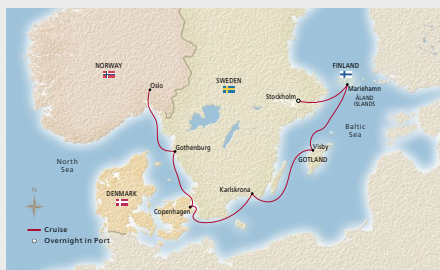 NORWAY
Oslo
SWEDEN
FINLAND
Mariehamn
ÅLAND
ISLANDS
Stockholm
Baltic
Sea
Gothenburg
Visby
GOTLAND
North
Sea
DENMARK
Karlskrona
Copenhagen
N
Cruise
Overnight in Port